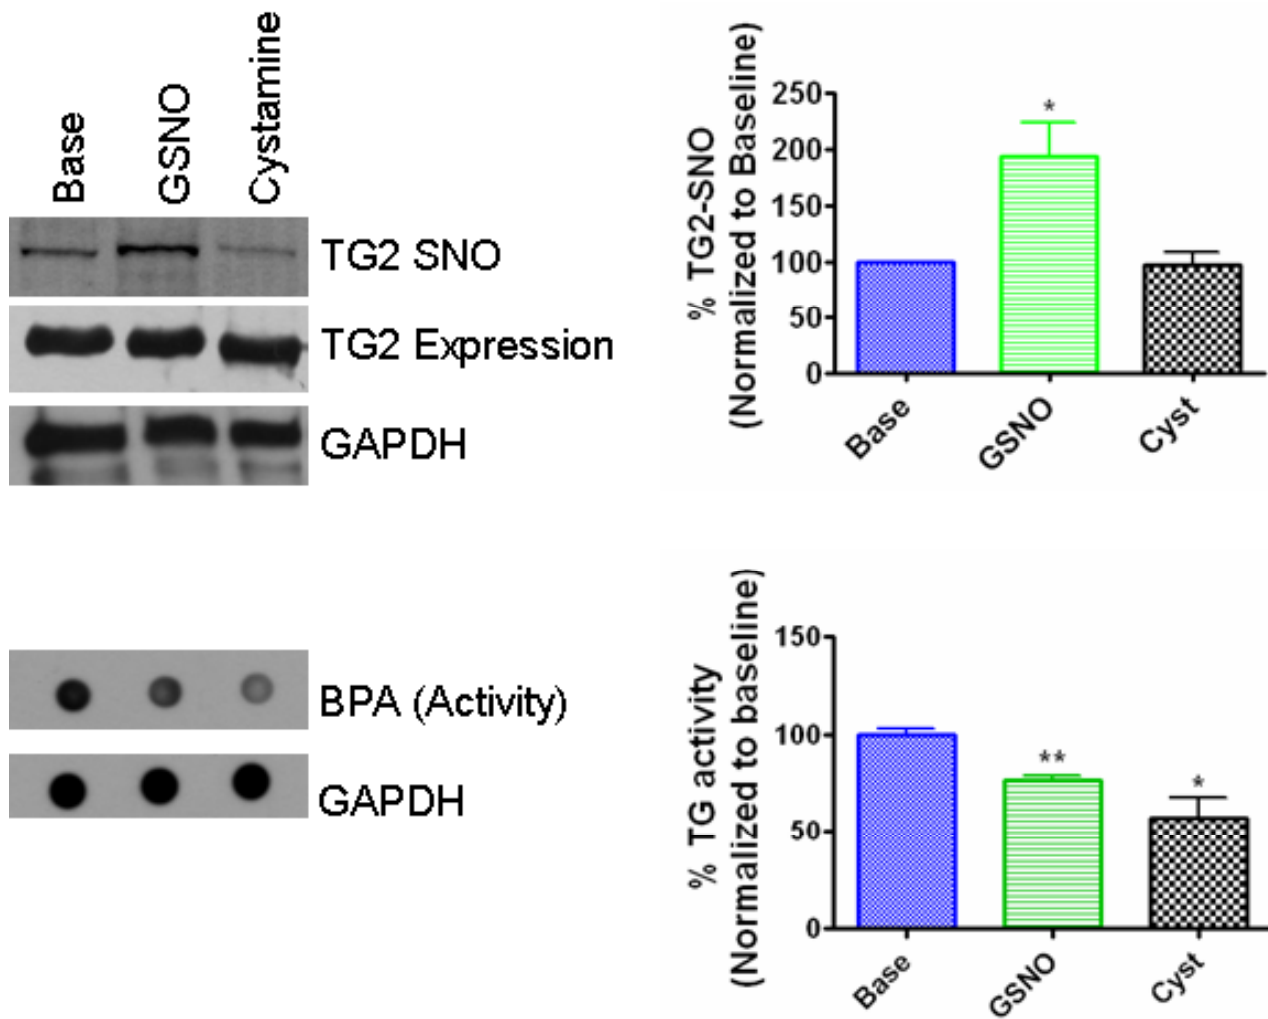 Base
GSNO
Cystamine
TG2 SNO
TG2 Expression
GAPDH
% TG2-SNO
(Normalized to Baseline)
250
200
150
100
50
0
*
Base
GSNO
Cyst
BPA (Activity)
GAPDH
% TG activity
(Normalized to baseline)
150
100
50
0
**
*
Base
GSNO
Cyst